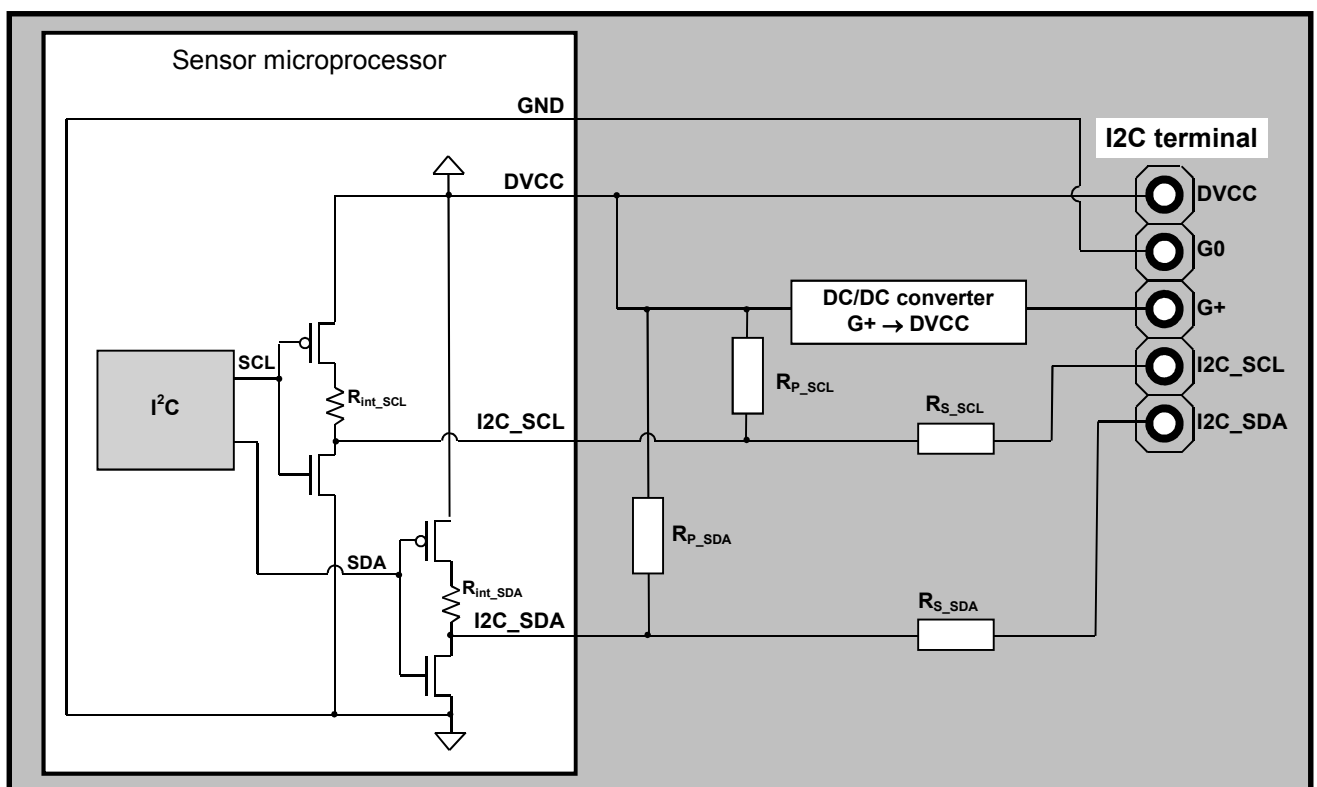 Sensor microprocessor
GND
I2C terminal
DVCC
DVCC
G0
DC/DC converter
G+ → DVCC
G+
SCL
I²C
R_int_SCL
R_P_SCL
I2C_SCL
R_S_SCL
I2C_SCL
I2C_SDA
R_P_SDA
SDA
R_int_SDA
I2C_SDA
R_S_SDA